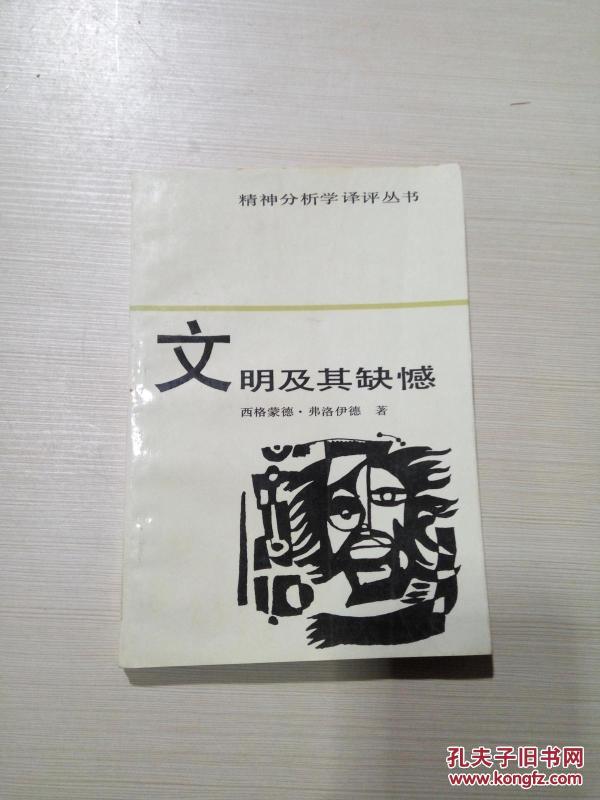 精神分析学译评丛书
文明及其缺憾
西格蒙德·弗洛伊德 著
孔夫子旧书网
www.kongfz.com